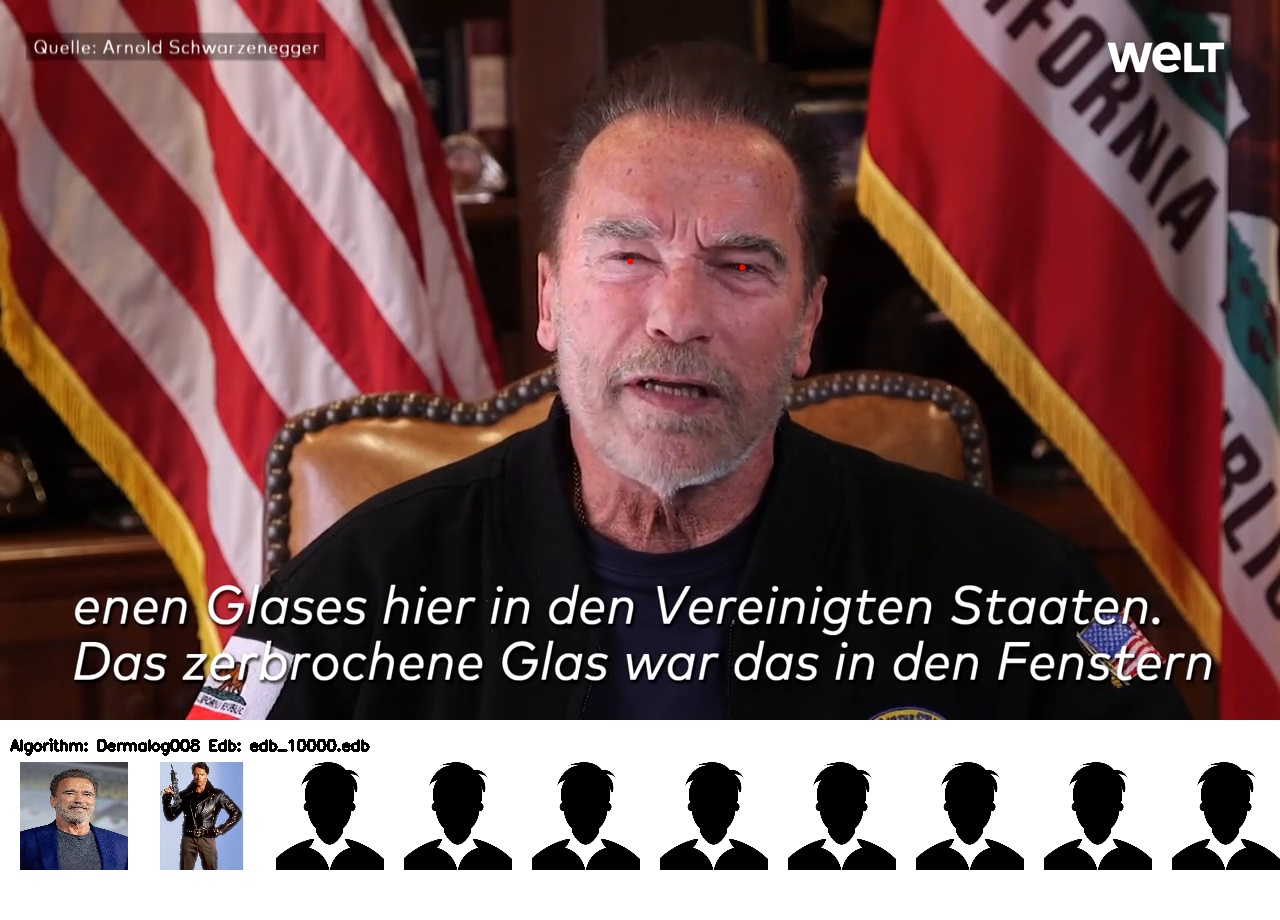 Quelle: Arnold Schwarzenegger
WELT
CALIFORNIA
enen Glases hier in den Vereinigten Staaten.
Das zerbrochene Glas war das in den Fenstern
Algorithm: Dermalog008 Edb: edb_10000.edb